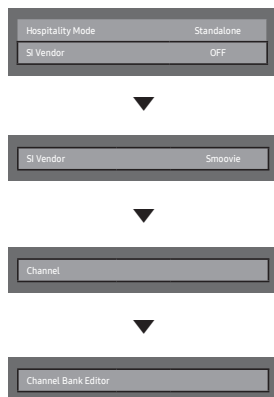 Hospitality Mode Standalone
SI Vendor OFF
SI Vendor Smoovie
Channel
Channel Bank Editor